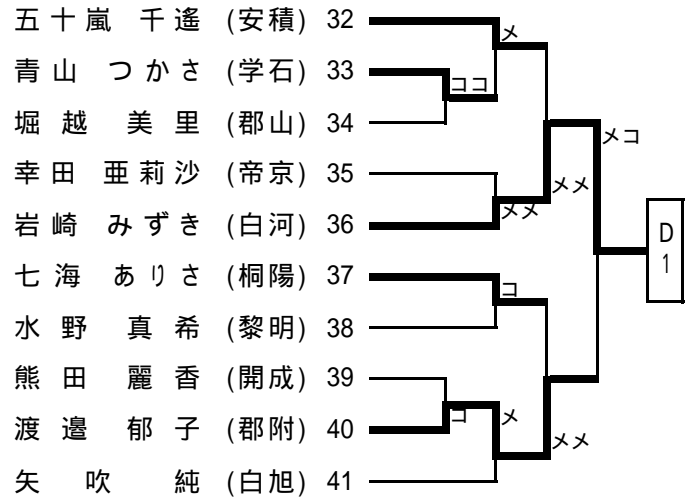 五十嵐 千遙 (安積) 32
メ
青山 つかさ (学石) 33
ココ
堀越 美里 (郡山) 34
メコ
幸田 亜莉沙 (帝京) 35
メメ
メメ
岩崎 みずき (白河) 36
D
1
七海 ありさ (桐陽) 37
コ
水野 真希 (黎明) 38
熊田 麗香 (開成) 39
コ メ
渡邉 郁子 (郡附) 40
メメ
矢吹 純 (白旭) 41